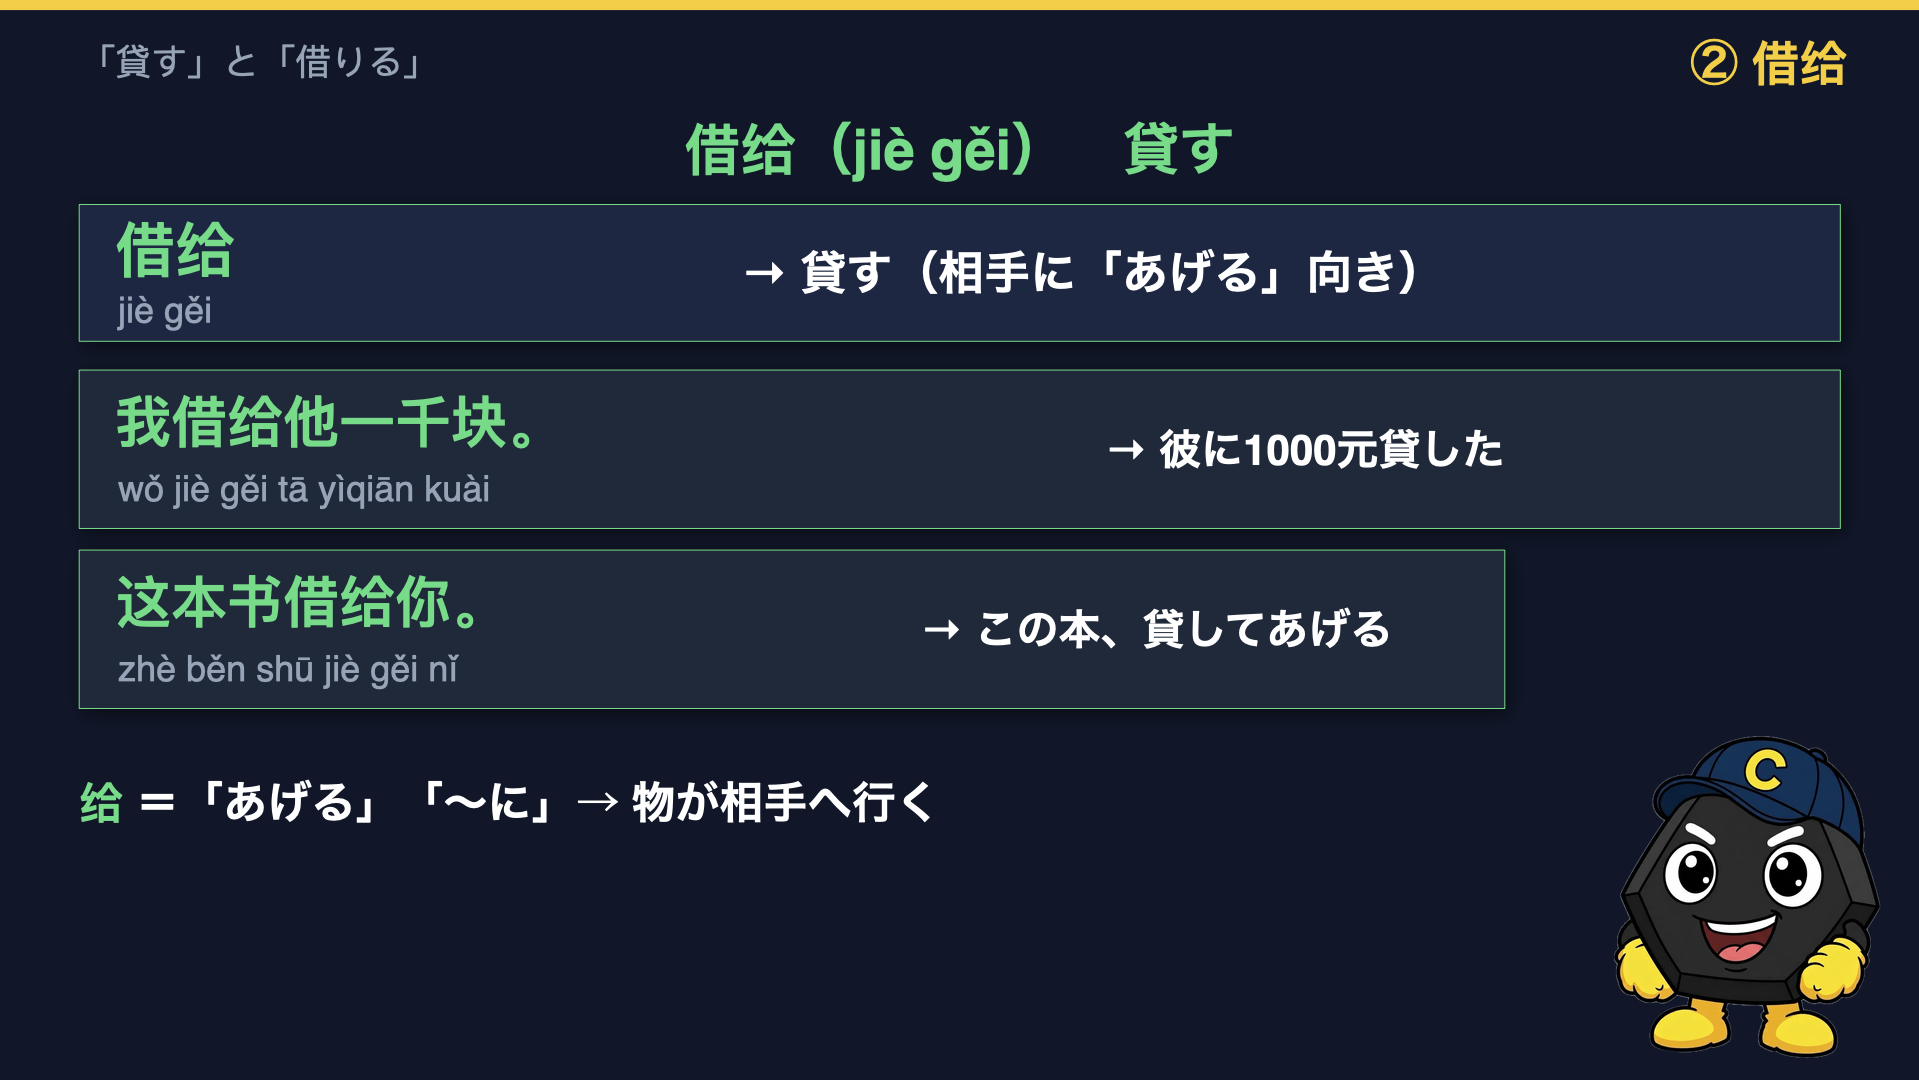 「貸す」と「借りる」
② 借给
借给（jiè gěi）　貸す
借给
jiè gěi
→ 貸す（相手に「あげる」向き）
我借给他一千块。
wǒ jiè gěi tā yìqiān kuài
→ 彼に1000元貸した
这本书借给你。
zhè běn shū jiè gěi nǐ
→ この本、貸してあげる
给 ＝「あげる」「〜に」→ 物が相手へ行く
C